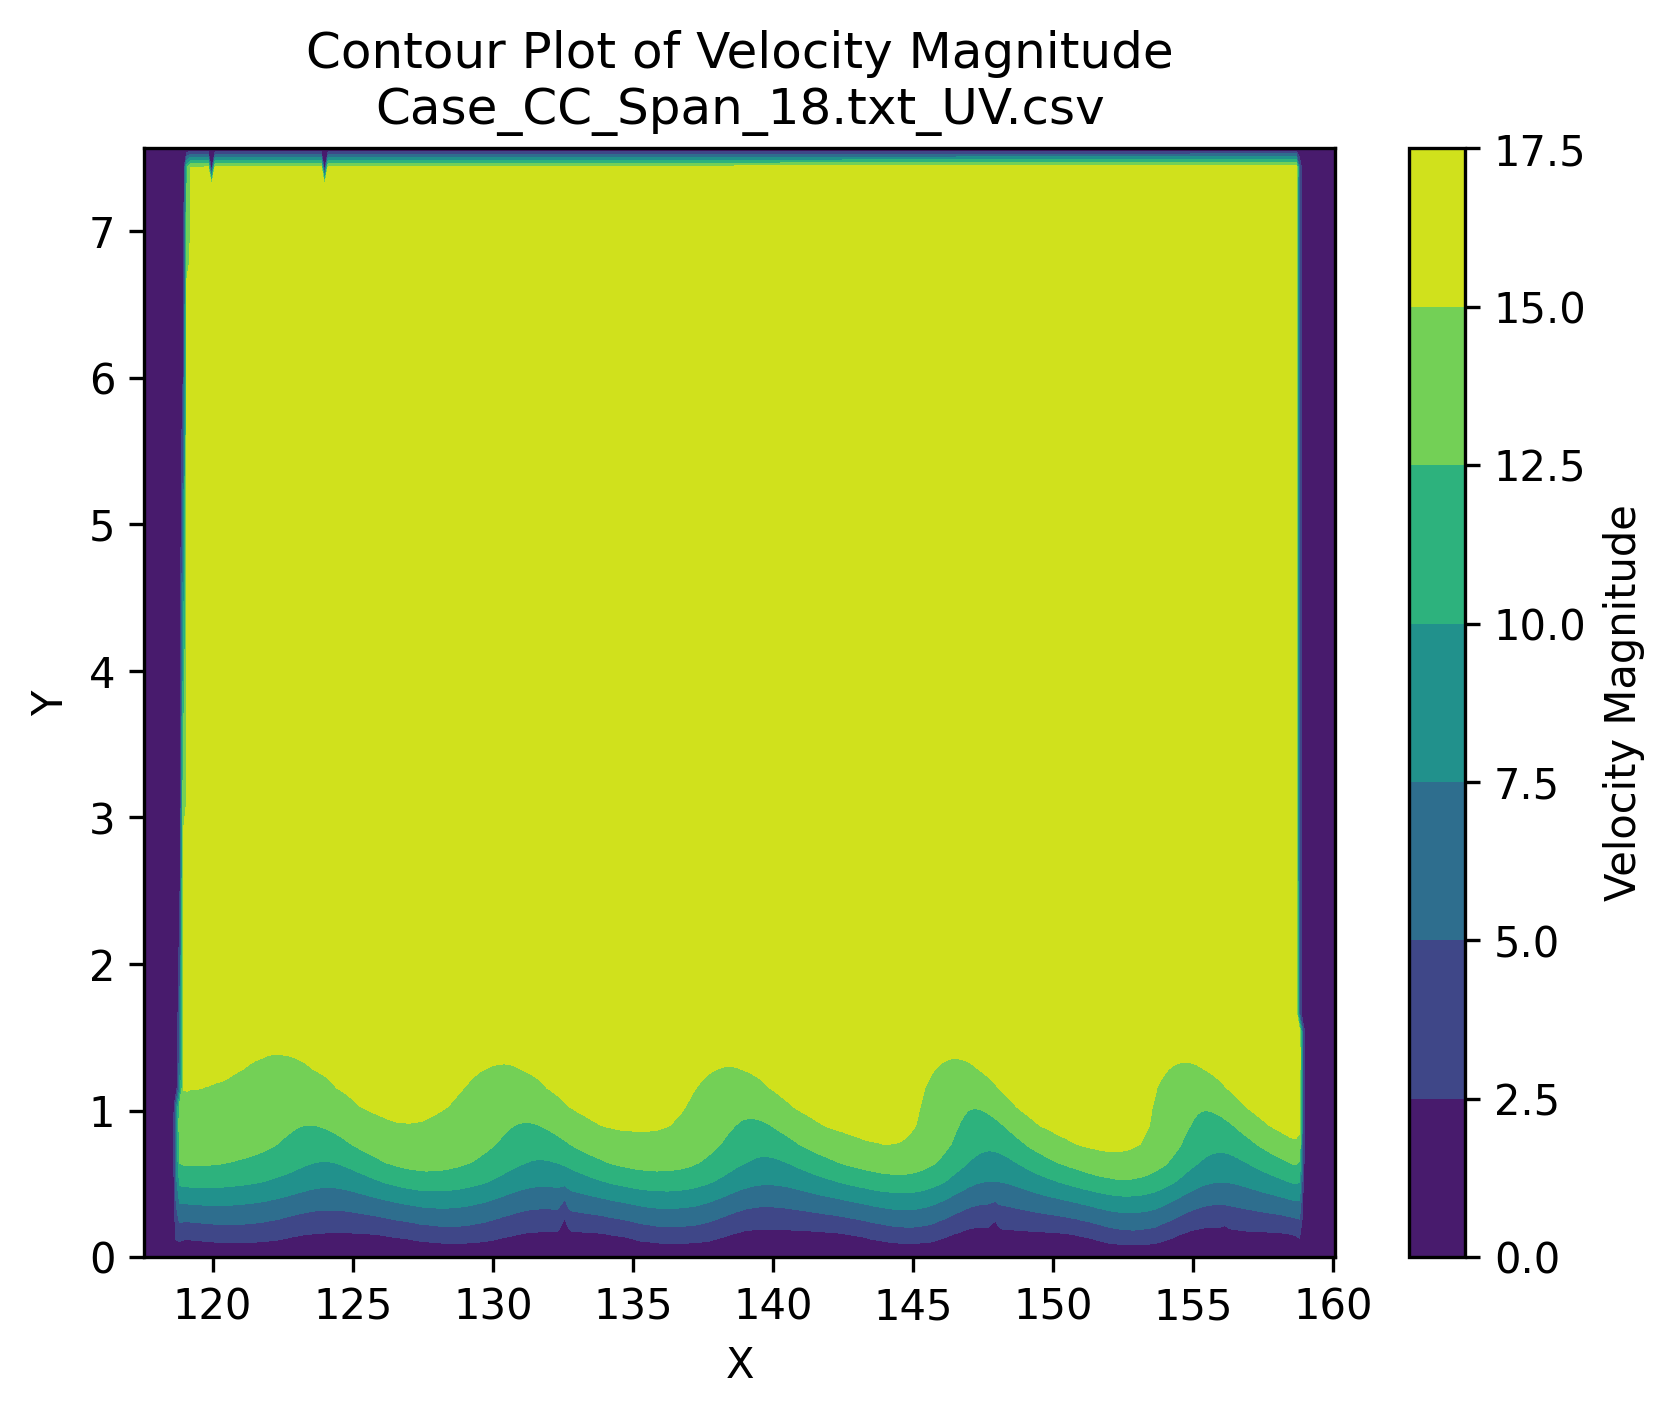 Contour Plot of Velocity Magnitude
Case_CC_Span_18.txt_UV.csv
7
6
5
4
3
2
1
0
Y
120 125 130 135 140 145 150 155 160
X
17.5
15.0
12.5
10.0
7.5
5.0
2.5
0.0
Velocity Magnitude